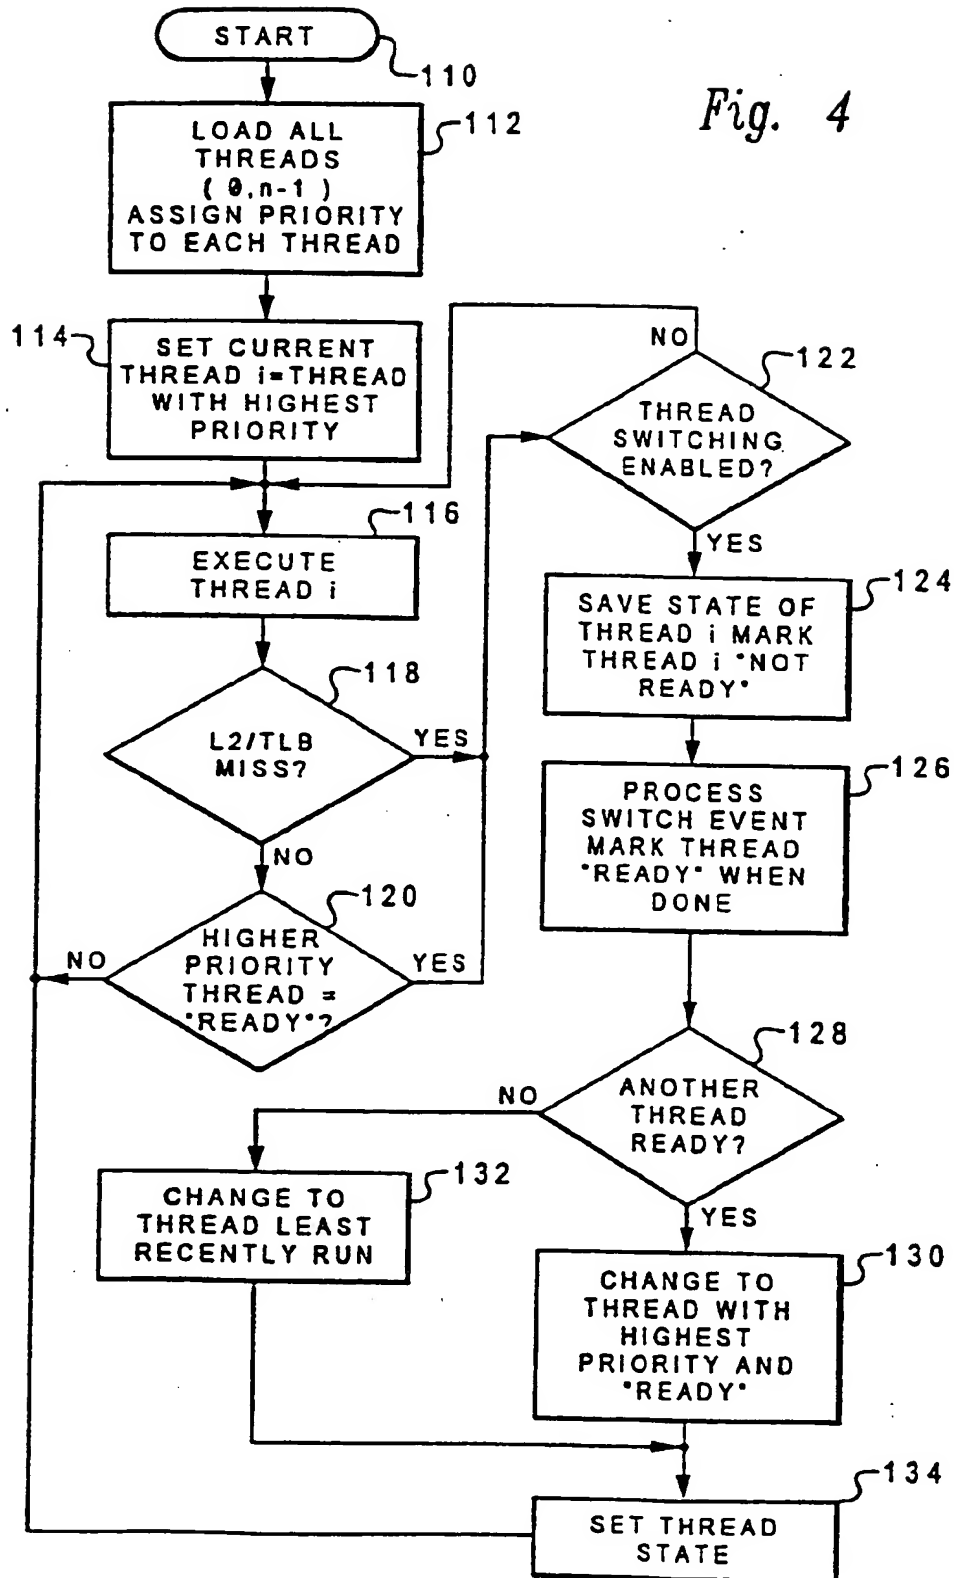 START
110
Fig. 4
LOAD ALL
THREADS
( 0,n-1 )
ASSIGN PRIORITY
TO EACH THREAD
112
114
SET CURRENT
THREAD i=THREAD
WITH HIGHEST
PRIORITY
NO
122
THREAD
SWITCHING
ENABLED?
YES
116
EXECUTE
THREAD i
124
SAVE STATE OF
THREAD i MARK
THREAD i "NOT
READY"
118
L2/TLB
MISS?
YES
NO
126
PROCESS
SWITCH EVENT
MARK THREAD
"READY" WHEN
DONE
120
HIGHER
PRIORITY
THREAD =
"READY"?
NO
YES
128
ANOTHER
THREAD
READY?
NO
YES
132
CHANGE TO
THREAD LEAST
RECENTLY RUN
130
CHANGE TO
THREAD WITH
HIGHEST
PRIORITY AND
"READY"
134
SET THREAD
STATE